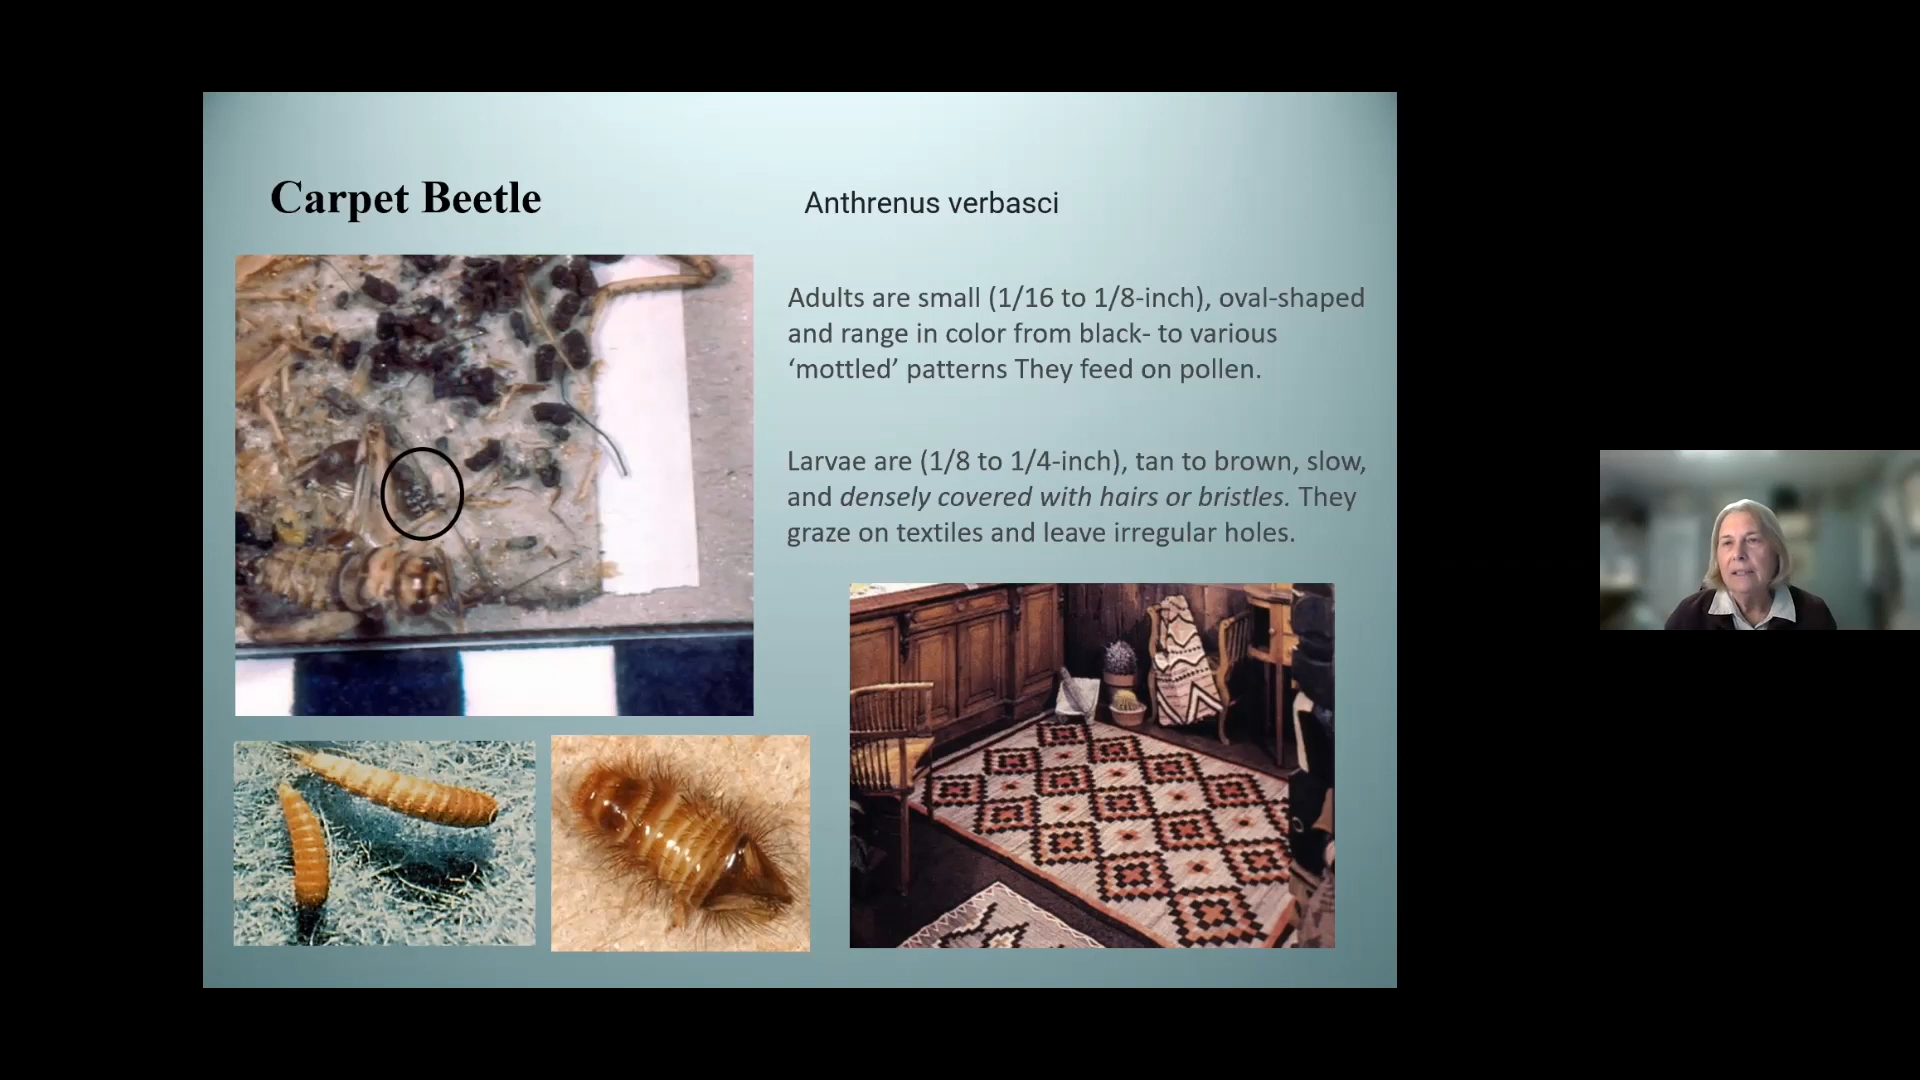 Carpet Beetle
Anthrenus verbasci
Adults are small (1/16 to 1/8-inch), oval-shaped
and range in color from black- to various
‘mottled’ patterns They feed on pollen.
Larvae are (1/8 to 1/4-inch), tan to brown, slow,
and densely covered with hairs or bristles. They
graze on textiles and leave irregular holes.